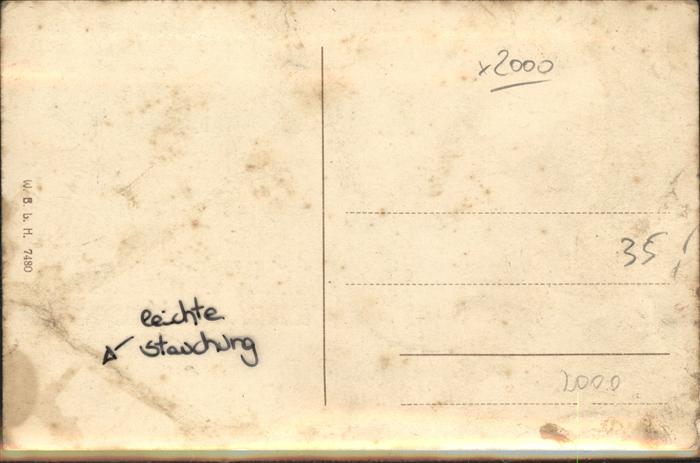 x2000
35,
2000
W. B. L. H. 7480
leichte
stauchung